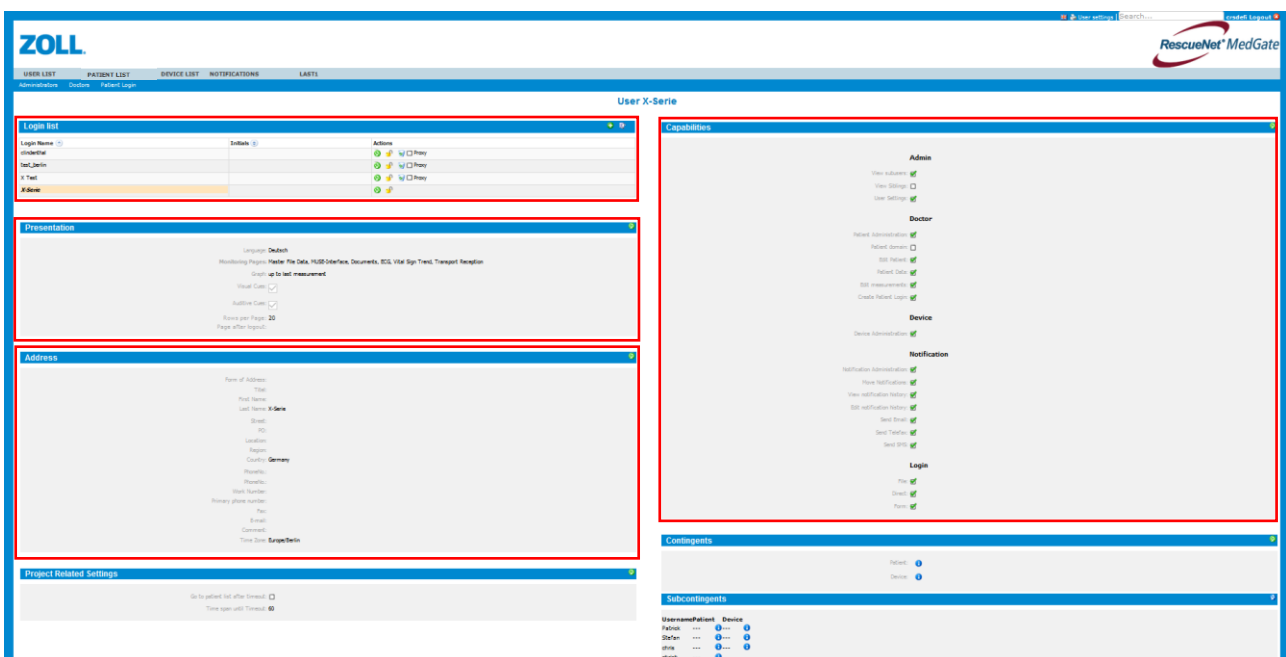 User settings | Search... crsdefi Logout
ZOLL.
RescueNet® MedGate
USER LIST PATIENT LIST DEVICE LIST NOTIFICATIONS LAST1
Administrators Doctors Patient Login
User X-Serie
Login list
Login Name Initials Actions
Proxy
test_berlin Proxy
X Test Proxy
X-Serie
Presentation
Language: Deutsch
Monitoring Pages: Master File Data, MUSE-Interface, Documents, ECG, Vital Sign Trend, Transport Reception
Graph: up to last measurement
Visual Cues:
Auditive Cues:
Rows per Page: 20
Page after logout:
Address
Form of Address:
Title:
First Name:
Last Name: X-Serie
Street:
PO:
Location:
Region:
Country: Germany
PhoneNo.:
PhoneNo.:
Work Number:
Primary phone number:
Fax:
E-mail:
Comment:
Time Zone: Europe/Berlin
Project Related Settings
Go to patient list after timeout:
Time span until Timeout: 60
Capabilities
Admin
View subusers:
View Sittings:
User Settings:
Doctor
Patient Administration:
Patient domain:
Edit Patient:
Patient Data:
Edit measurements:
Create Patient Login:
Device
Device Administration:
Notification
Notification Administration:
More Notifications:
View notification history:
Edit notification history:
Send Email:
Send Telefax:
Send SMS:
Login
File:
Direct:
Form:
Contingents
Patient:
Device:
Subcontingents
Username Patient Device
Patrick --- ---
Stefan --- ---
chris --- ---